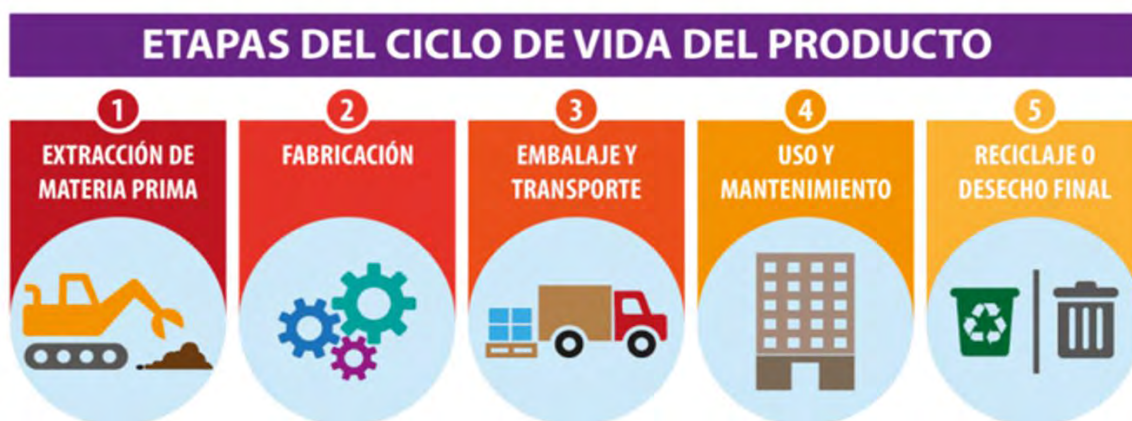 ETAPAS DEL CICLO DE VIDA DEL PRODUCTO
1
EXTRACCIÓN DE
MATERIA PRIMA
2
FABRICACIÓN
3
EMBALAJE Y
TRANSPORTE
4
USO Y
MANTENIMIENTO
5
RECICLAJE O
DESECHO FINAL